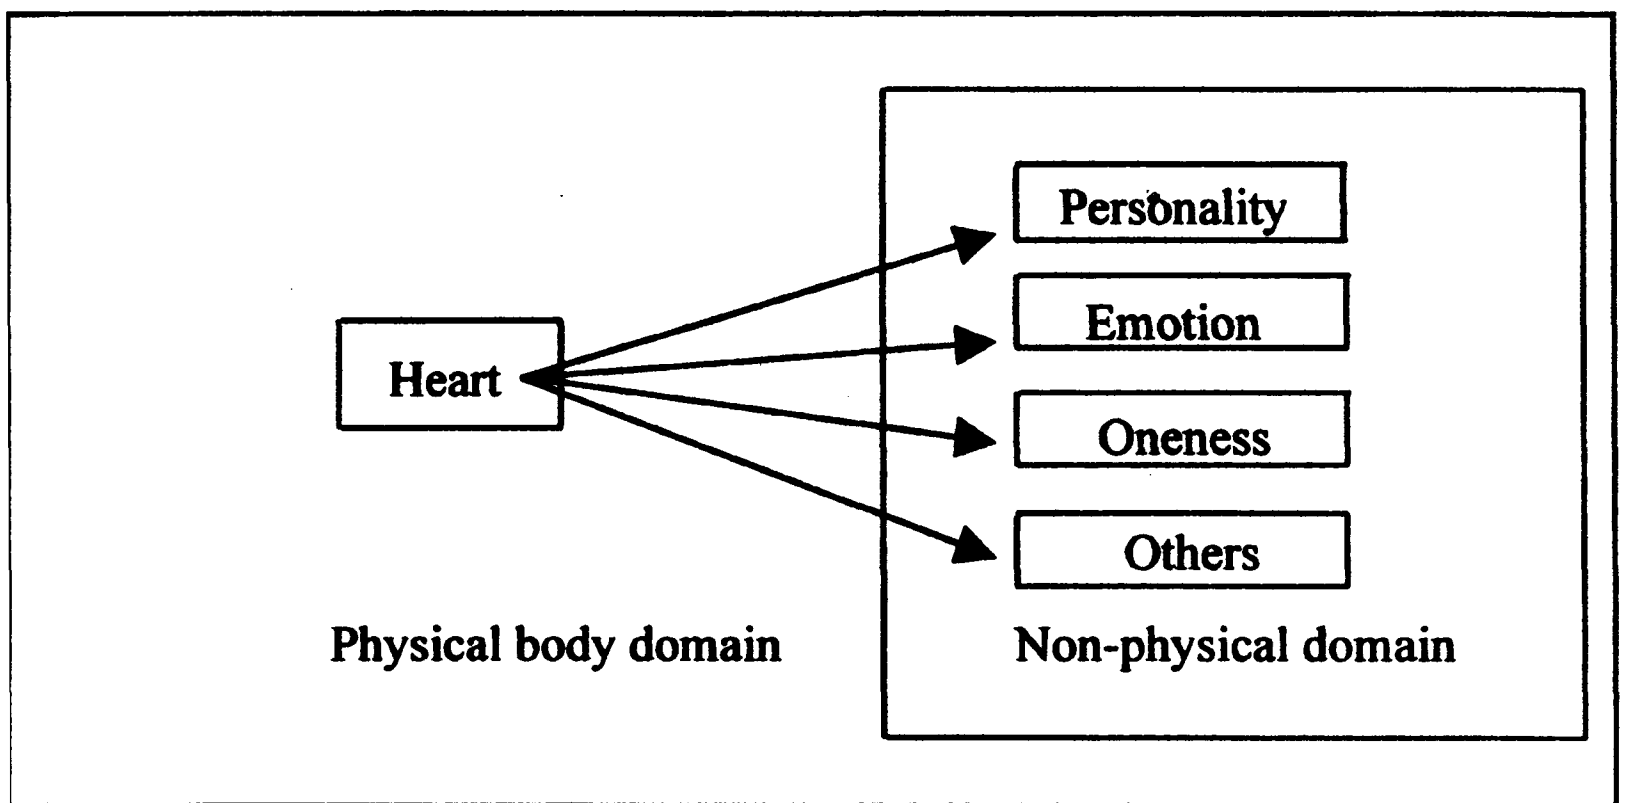 Personality
Emotion
Heart
Oneness
Others
Physical body domain
Non-physical domain